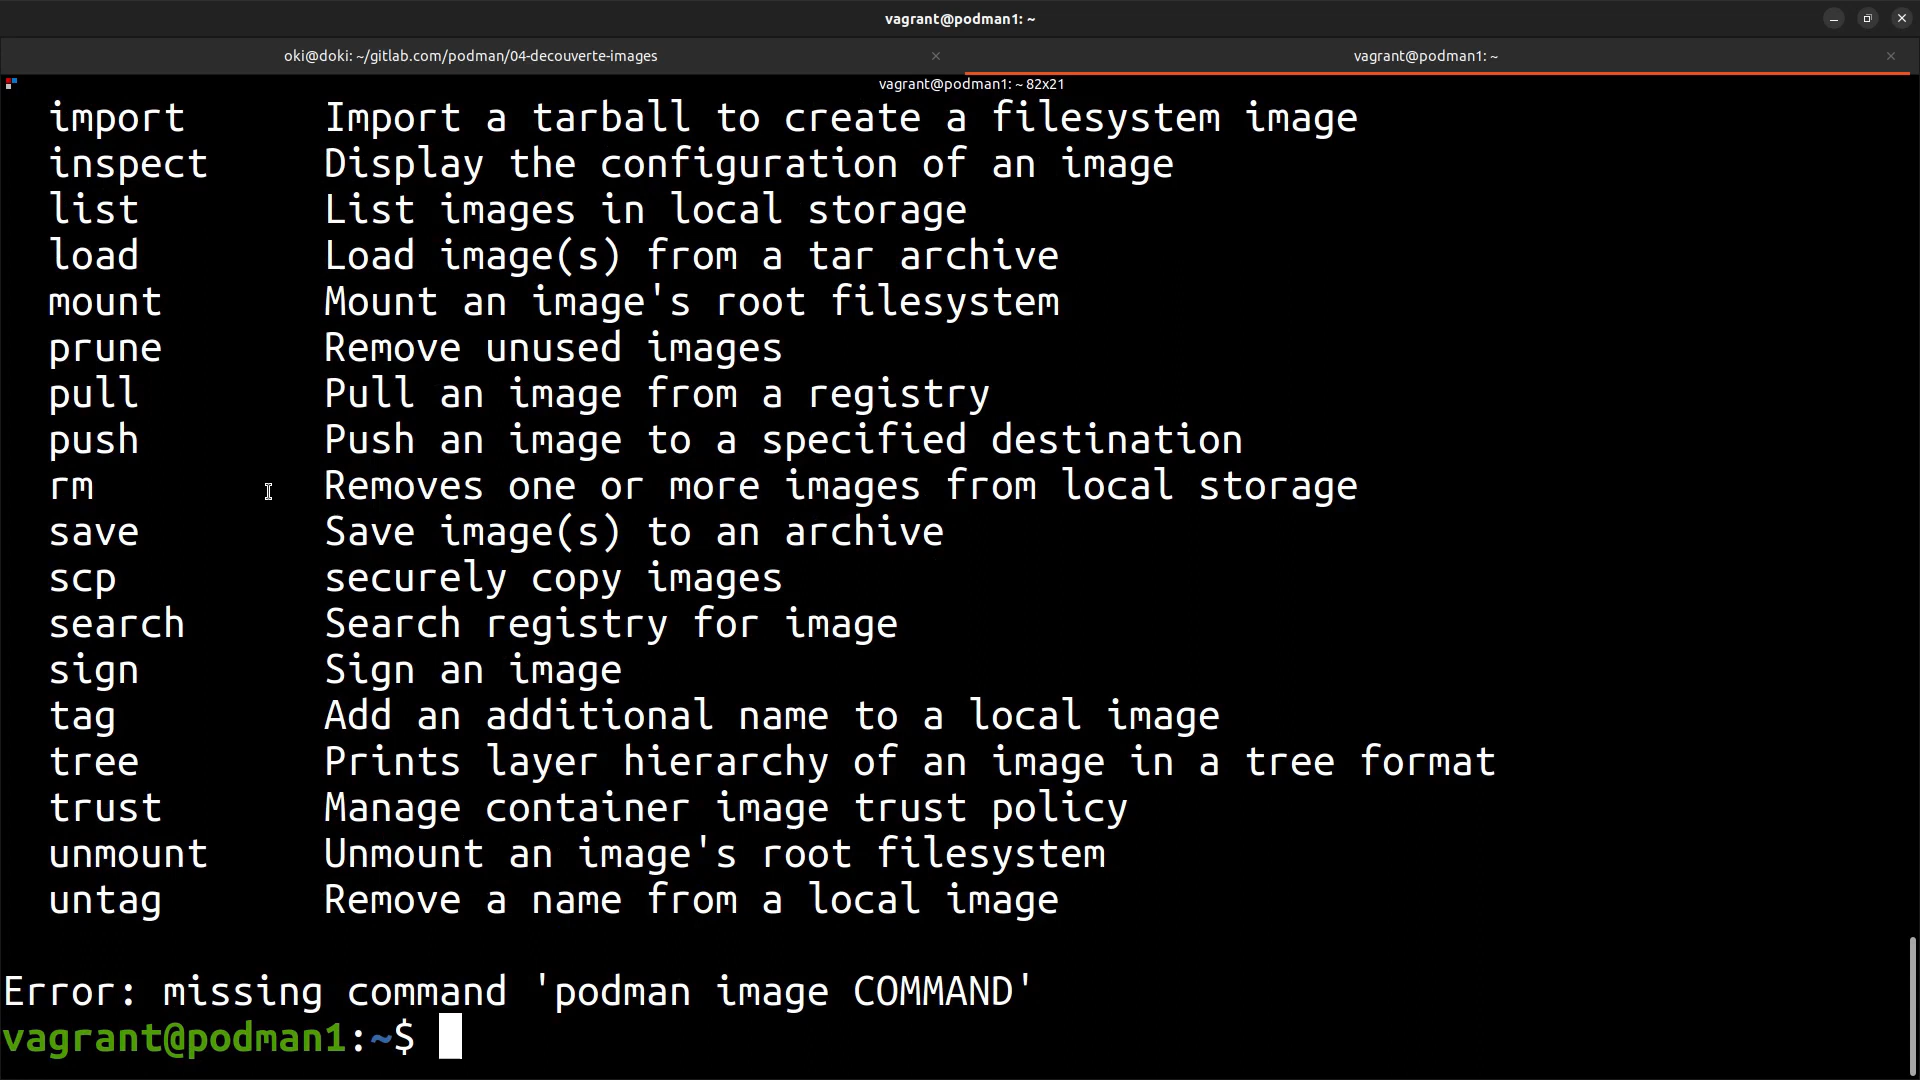 vagrant@podman1: ~
oki@doki: ~/gitlab.com/podman/04-decouverte-images
vagrant@podman1: ~
vagrant@podman1: ~ 82x21
import Import a tarball to create a filesystem image
inspect Display the configuration of an image
list List images in local storage
load Load image(s) from a tar archive
mount Mount an image's root filesystem
prune Remove unused images
pull Pull an image from a registry
push Push an image to a specified destination
rm Removes one or more images from local storage
save Save image(s) to an archive
scp securely copy images
search Search registry for image
sign Sign an image
tag Add an additional name to a local image
tree Prints layer hierarchy of an image in a tree format
trust Manage container image trust policy
unmount Unmount an image's root filesystem
untag Remove a name from a local image
Error: missing command 'podman image COMMAND'
vagrant@podman1:~$